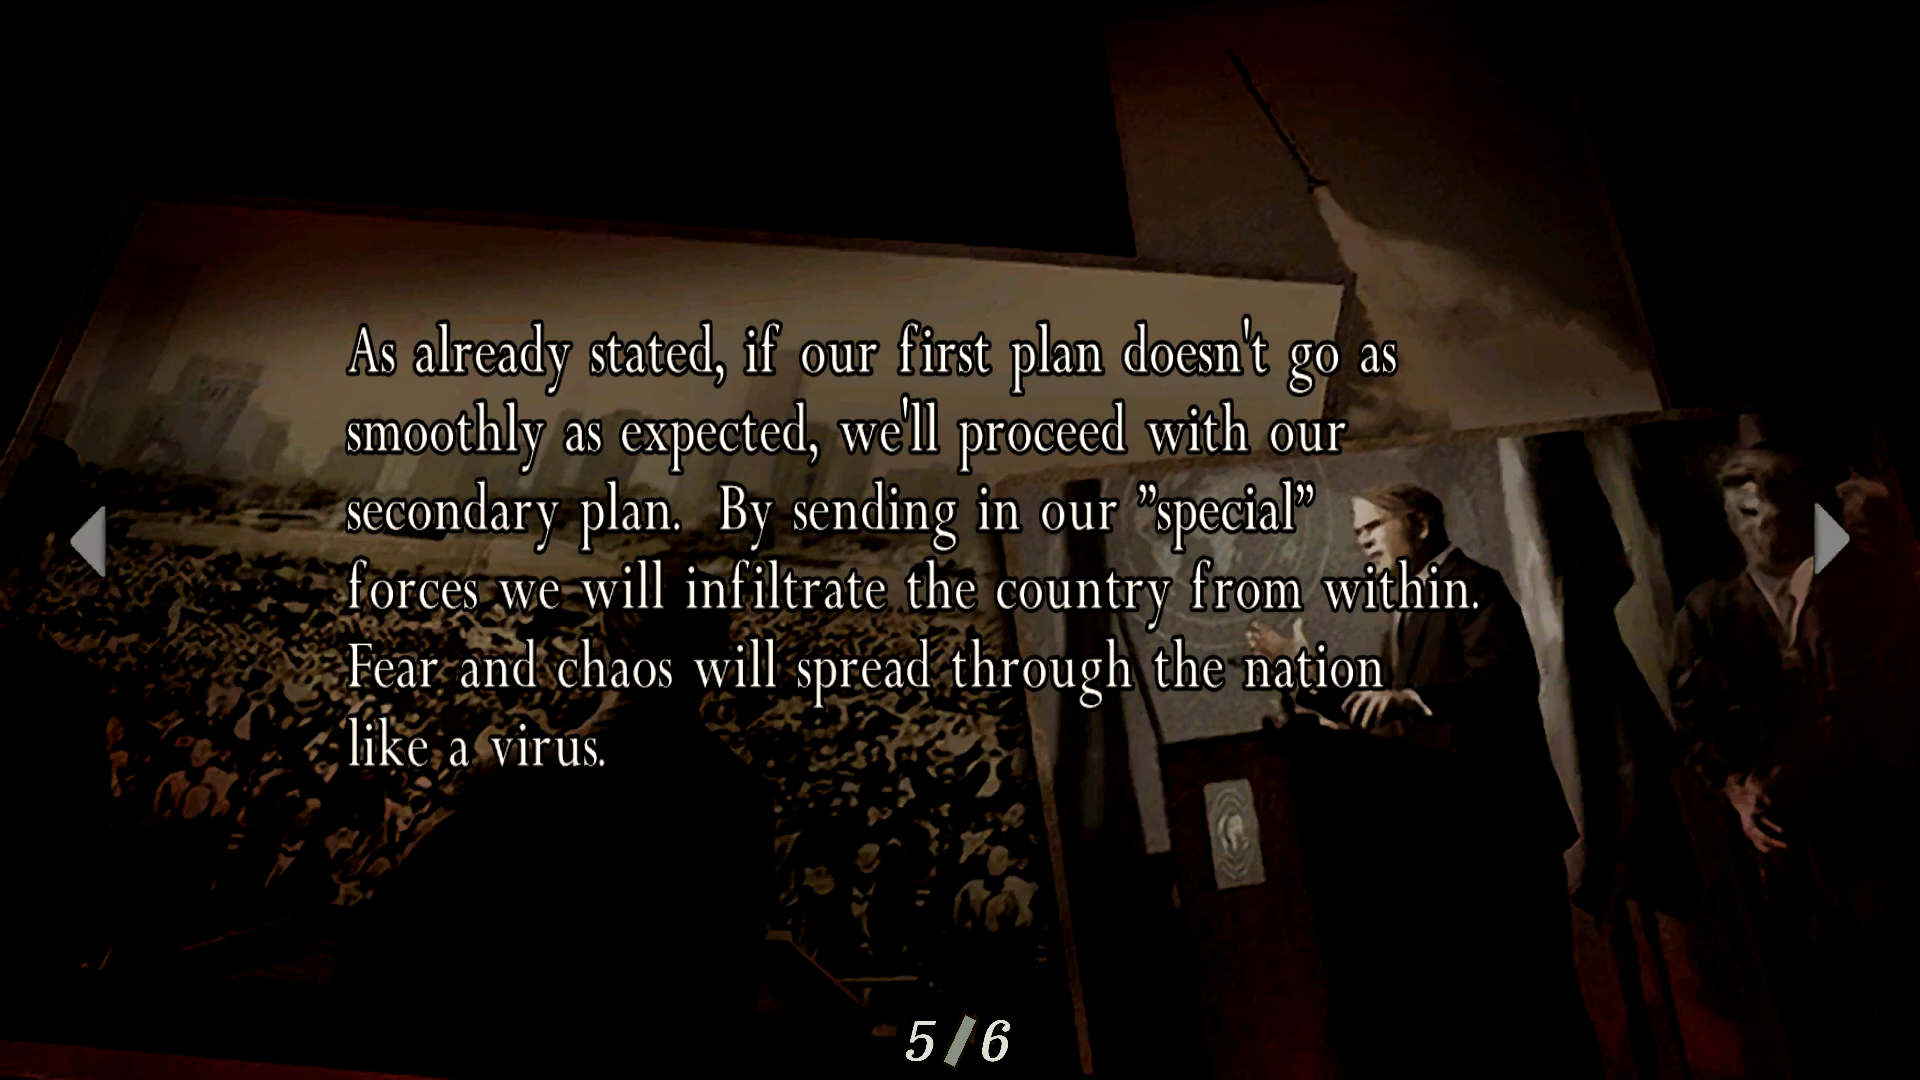 As already stated, if our first plan doesn't go as
smoothly as expected, we'll proceed with our
secondary plan.  By sending in our ”special”
forces we will infiltrate the country from within.
Fear and chaos will spread through the nation
like a virus.
5/6